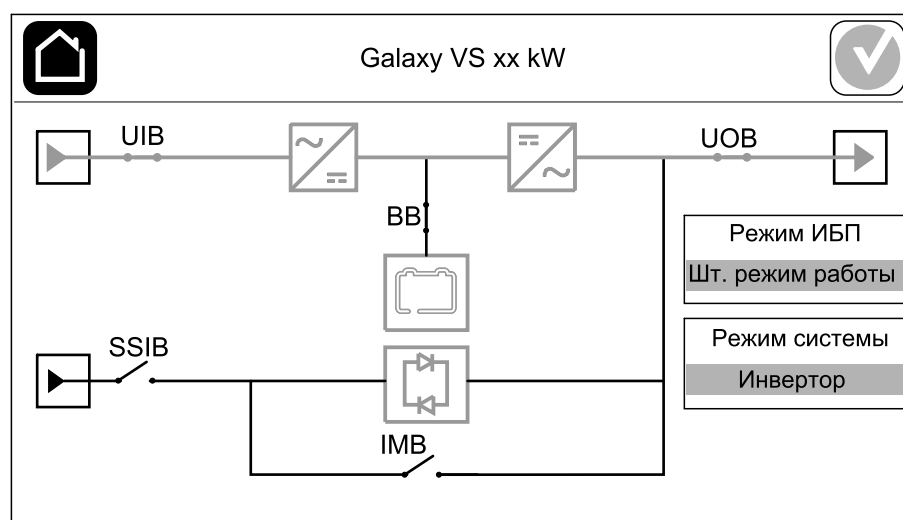 Galaxy VS xx kW
UIB
UOB
BB
Режим ИБП
Шт. режим работы
SSIB
Режим системы
Инвертор
IMB